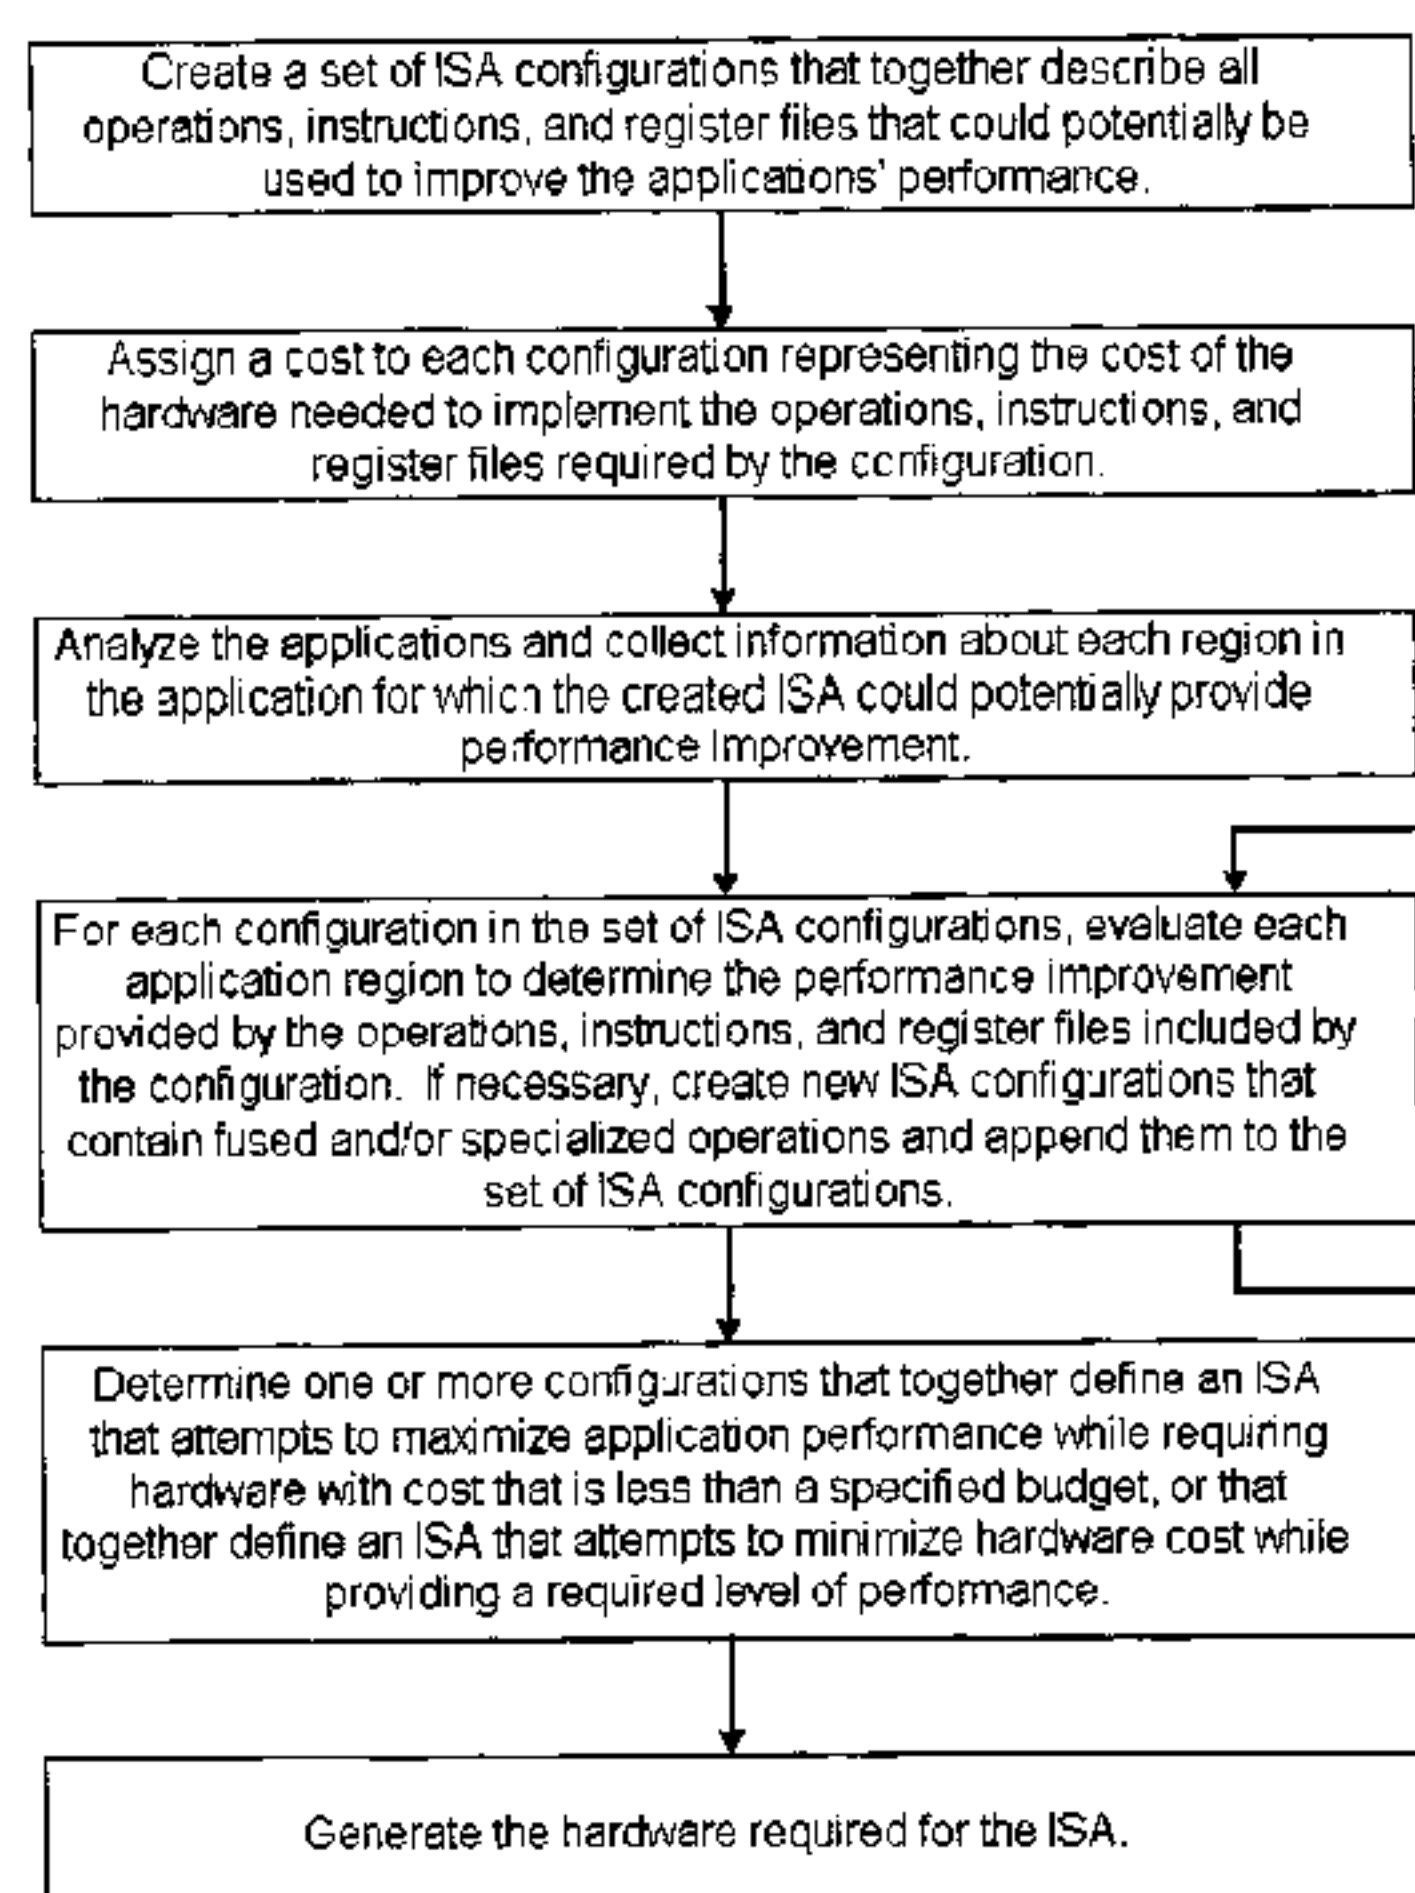 Create a set of ISA configurations that together describe all
operations, instructions, and register files that could potentially be
used to improve the applications' performance.
Assign a cost to each configuration representing the cost of the
hardware needed to implement the operations, instructions, and
register files required by the configuration.
Analyze the applications and collect information about each region in
the application for which the created ISA could potentially provide
performance Improvement.
For each configuration in the set of ISA configurations, evaluate each
application region to determine the performance improvement
provided by the operations, instructions, and register files included by
the configuration. If necessary, create new ISA configurations that
contain fused and/or specialized operations and append them to the
set of ISA configurations.
Determine one or more configurations that together define an ISA
that attempts to maximize application performance while requiring
hardware with cost that is less than a specified budget, or that
together define an ISA that attempts to minimize hardware cost while
providing a required level of performance.
Generate the hardware required for the ISA.